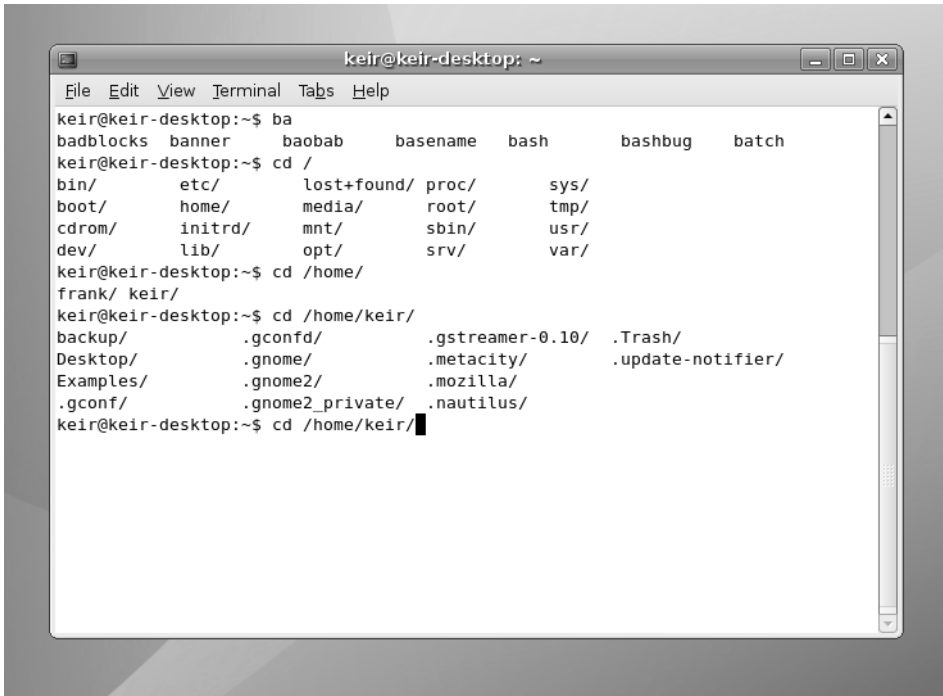 keir@keir-desktop: ~
File Edit View Terminal Tabs Help
keir@keir-desktop:~$ ba
badblocks banner baobab basename bash bashbug batch
keir@keir-desktop:~$ cd /
bin/ etc/ lost+found/ proc/ sys/
boot/ home/ media/ root/ tmp/
cdrom/ initrd/ mnt/ sbin/ usr/
dev/ lib/ opt/ srv/ var/
keir@keir-desktop:~$ cd /home/
frank/ keir/
keir@keir-desktop:~$ cd /home/keir/
backup/ .gconfd/ .gstreamer-0.10/ .Trash/
Desktop/ .gnome/ .metacity/ .update-notifier/
Examples/ .gnome2/ .mozilla/
.gconf/ .gnome2_private/ .nautilus/
keir@keir-desktop:~$ cd /home/keir/